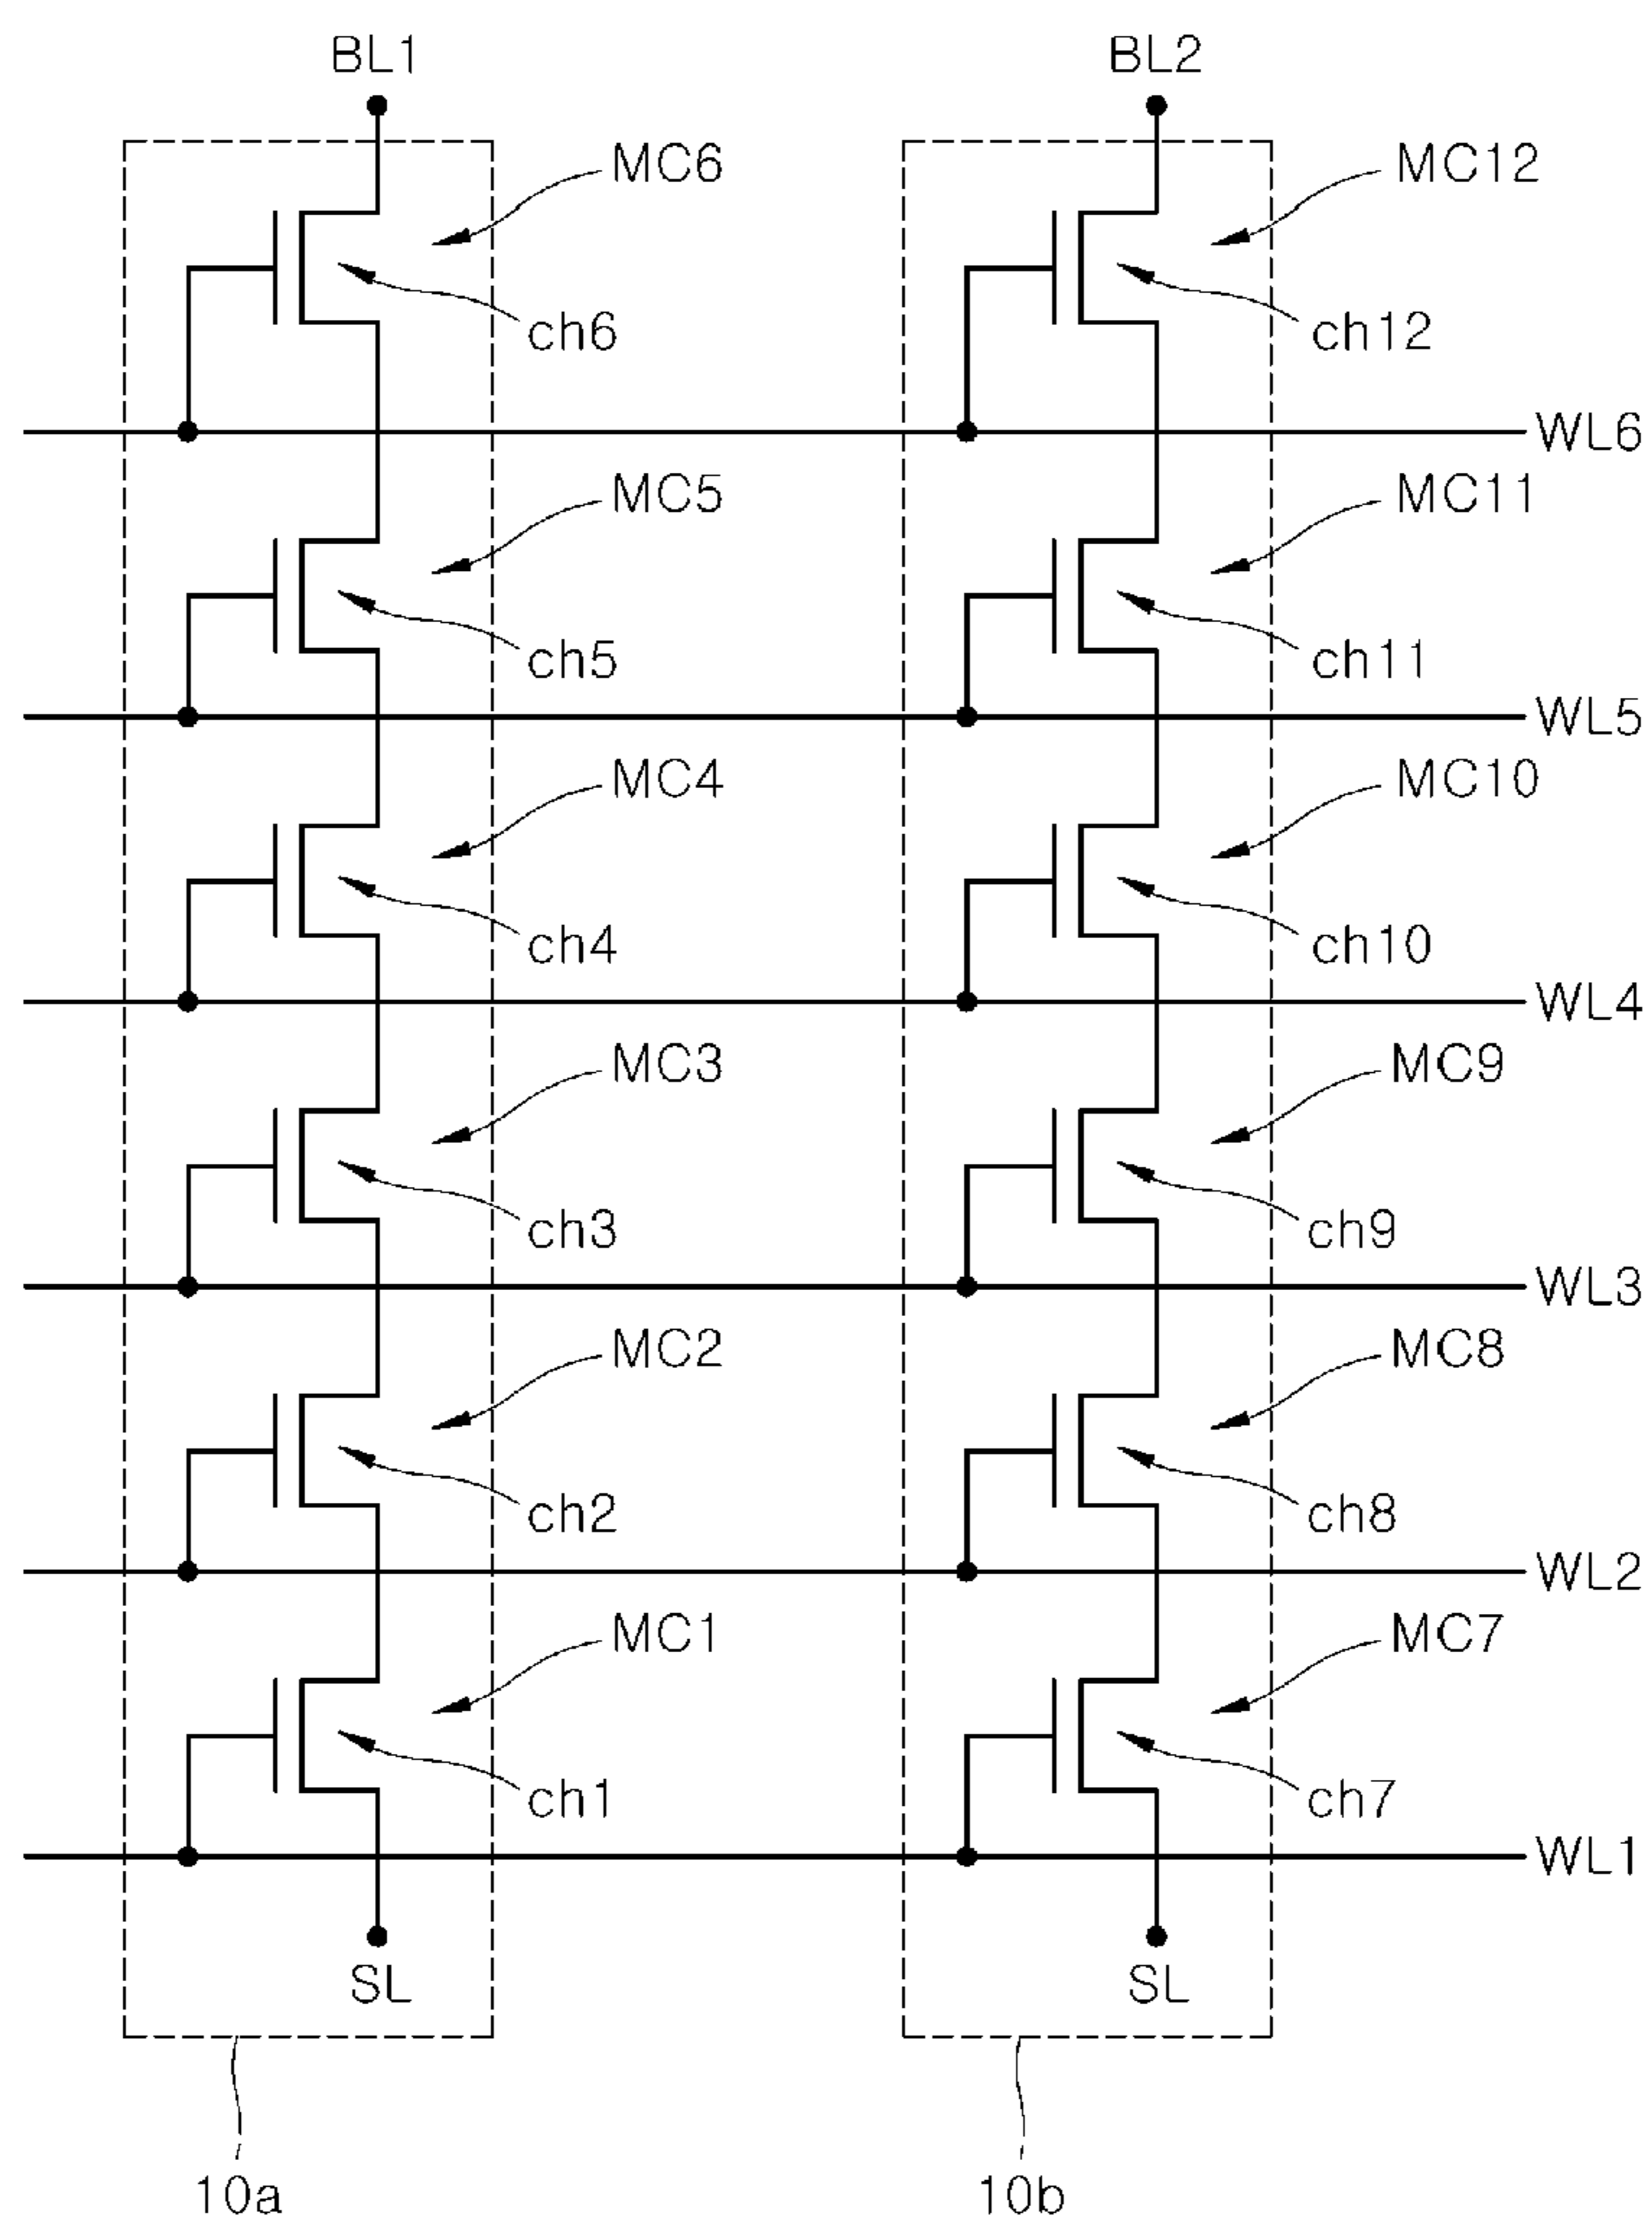 BL1 BL2
MC6 MC12
ch6 ch12
WL6
MC5 MC11
ch5 ch11
WL5
MC4 MC10
ch4 ch10
WL4
MC3 MC9
ch3 ch9
WL3
MC2 MC8
ch2 ch8
WL2
MC1 MC7
ch1 ch7
WL1
SL SL
10a 10b